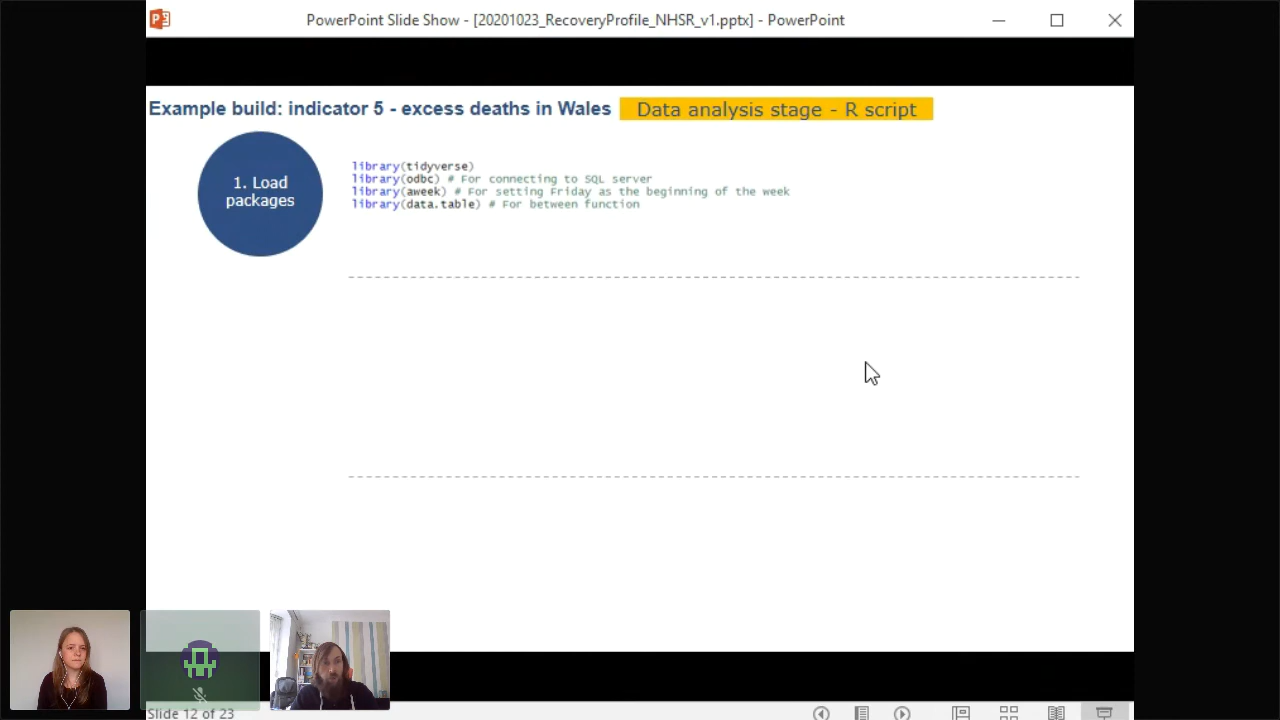 PowerPoint Slide Show - [20201023_RecoveryProfile_NHSR_v1.pptx] - PowerPoint
Example build: indicator 5 - excess deaths in Wales
Data analysis stage - R script
1. Load
packages
library(tidyverse)
library(odbc) # For connecting to SQL server
library(aweek) # For setting Friday as the beginning of the week
library(data.table) # For between function
Slide 12 of 23